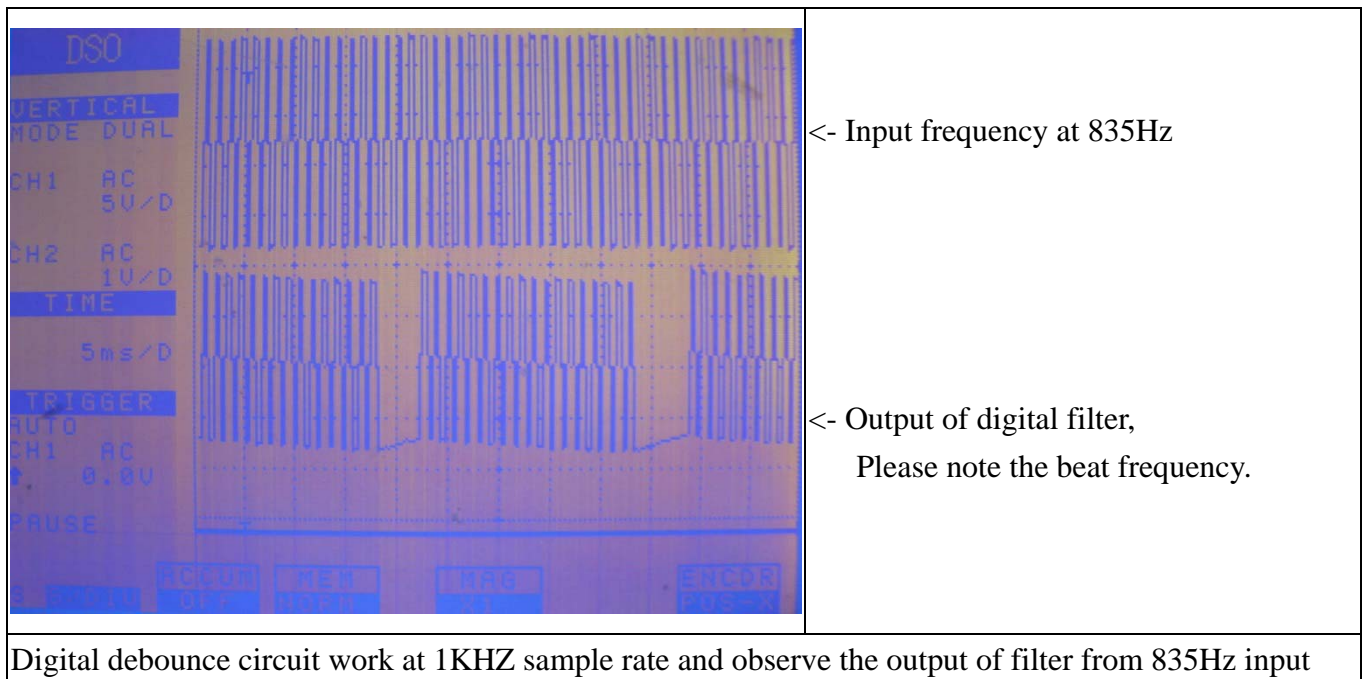 DSO
VERTICAL
MODE DUAL
CH1 AC
5V/D
CH2 AC
1V/D
TIME
5ms/D
TRIGGER
AUTO
CH1 AC
0.0V
PAUSE
ACCUM MEM MAG ENCDR
OFF NORM X1 POS-X
<- Input frequency at 835Hz
<- Output of digital filter,
Please note the beat frequency.
Digital debounce circuit work at 1KHZ sample rate and observe the output of filter from 835Hz input